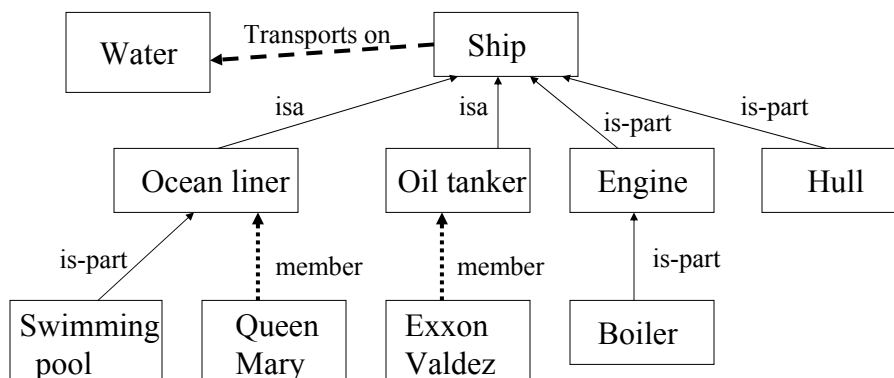 Water
Transports on
Ship
isa
isa
is-part
is-part
Ocean liner
Oil tanker
Engine
Hull
is-part
member
member
is-part
Swimming
pool
Queen
Mary
Exxon
Valdez
Boiler